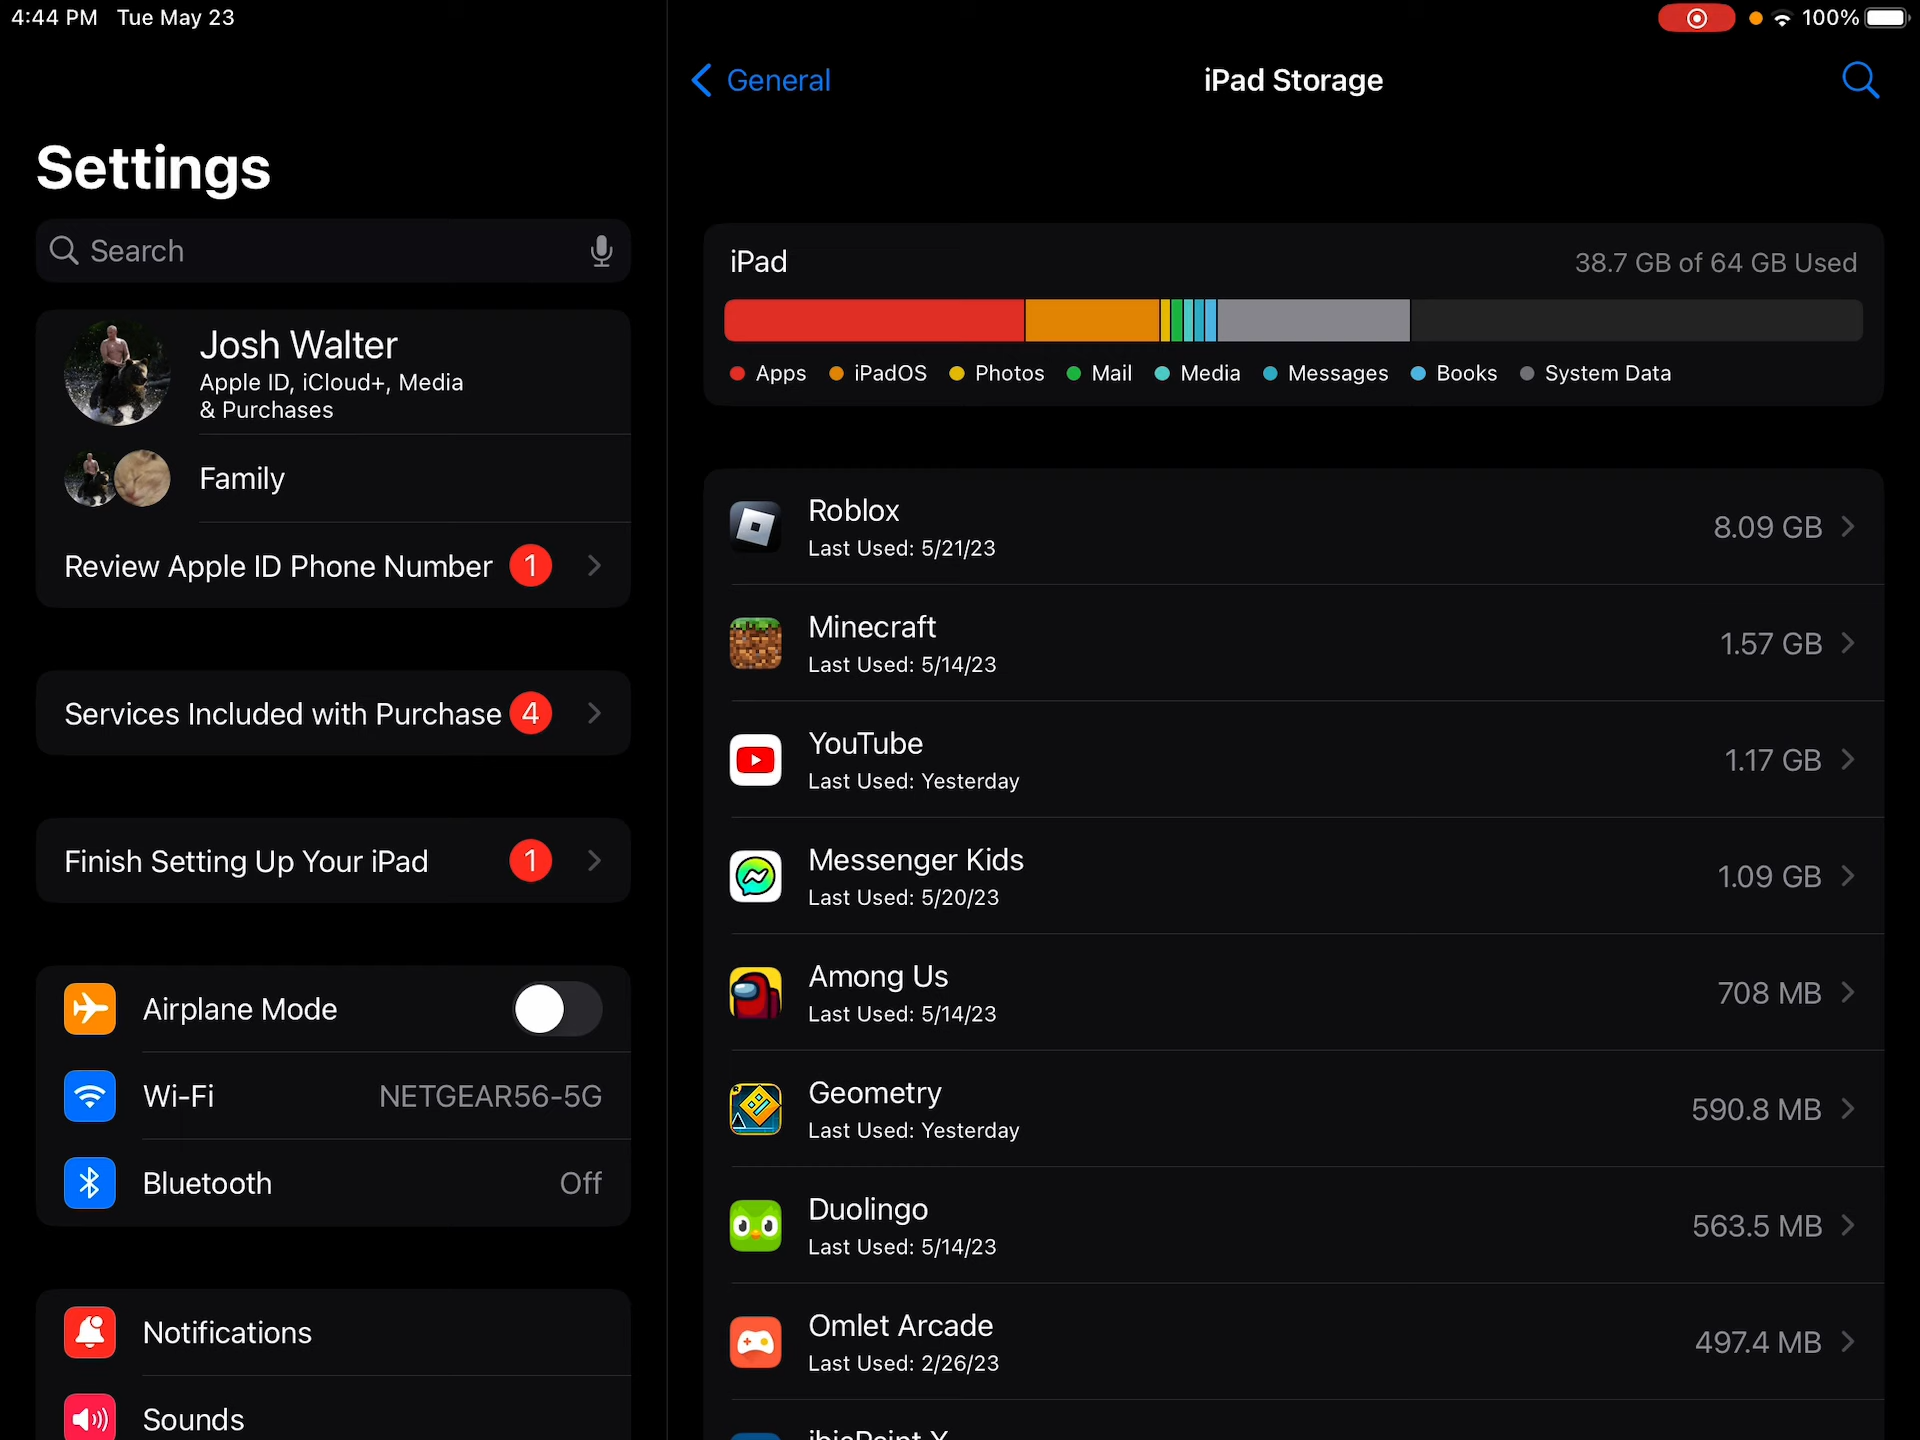 4:44 PM Tue May 23
100%
Settings
Search
Josh Walter
Apple ID, iCloud+, Media
& Purchases
Family
Review Apple ID Phone Number 1
Services Included with Purchase 4
Finish Setting Up Your iPad 1
Airplane Mode
Wi-Fi NETGEAR56-5G
Bluetooth Off
Notifications
Sounds
General
iPad Storage
iPad 38.7 GB of 64 GB Used
Apps iPadOS Photos Mail Media Messages Books System Data
Roblox
Last Used: 5/21/23
8.09 GB
Minecraft
Last Used: 5/14/23
1.57 GB
YouTube
Last Used: Yesterday
1.17 GB
Messenger Kids
Last Used: 5/20/23
1.09 GB
Among Us
Last Used: 5/14/23
708 MB
Geometry
Last Used: Yesterday
590.8 MB
Duolingo
Last Used: 5/14/23
563.5 MB
Omlet Arcade
Last Used: 2/26/23
497.4 MB